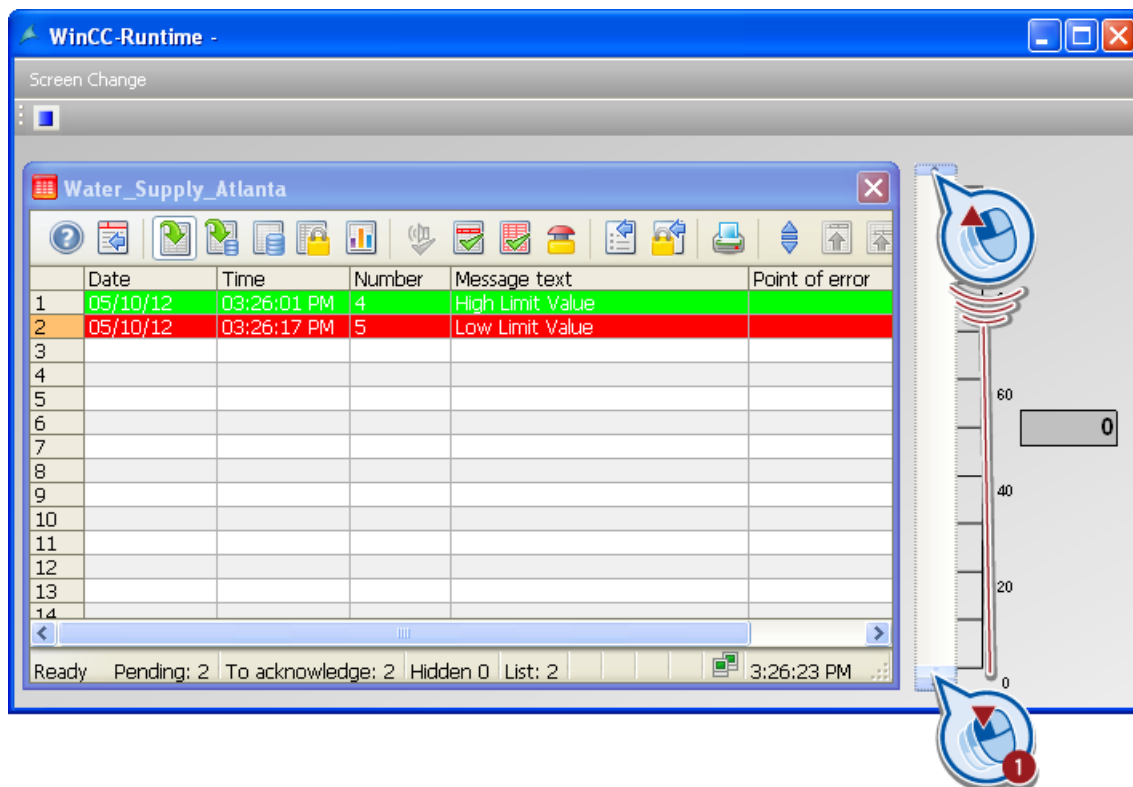 WinCC-Runtime -
Screen Change
Water_Supply_Atlanta
Date Time Number Message text Point of error
1 05/10/12 03:26:01 PM 4 High Limit Value
2 05/10/12 03:26:17 PM 5 Low Limit Value
3
4
5
6
7
8
9
10
11
12
13
14
Ready Pending: 2 To acknowledge: 2 Hidden 0 List: 2 3:26:23 PM
60
0
40
20
0
1